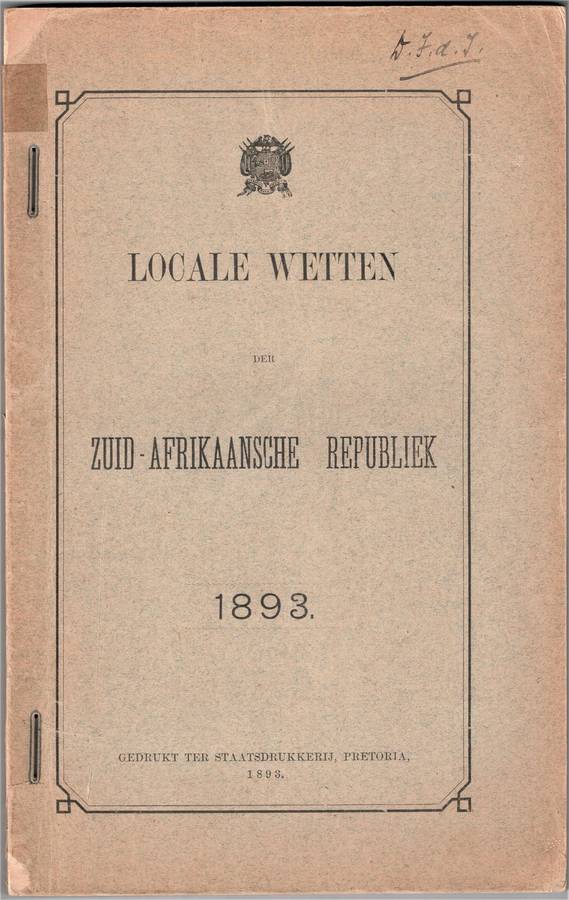 D.J.d.J.
LOCALE WETTEN
DER
ZUID-AFRIKAANSCHE REPUBLIEK
1893.
GEDRUKT TER STAATSDRUKKERIJ, PRETORIA,
1893.